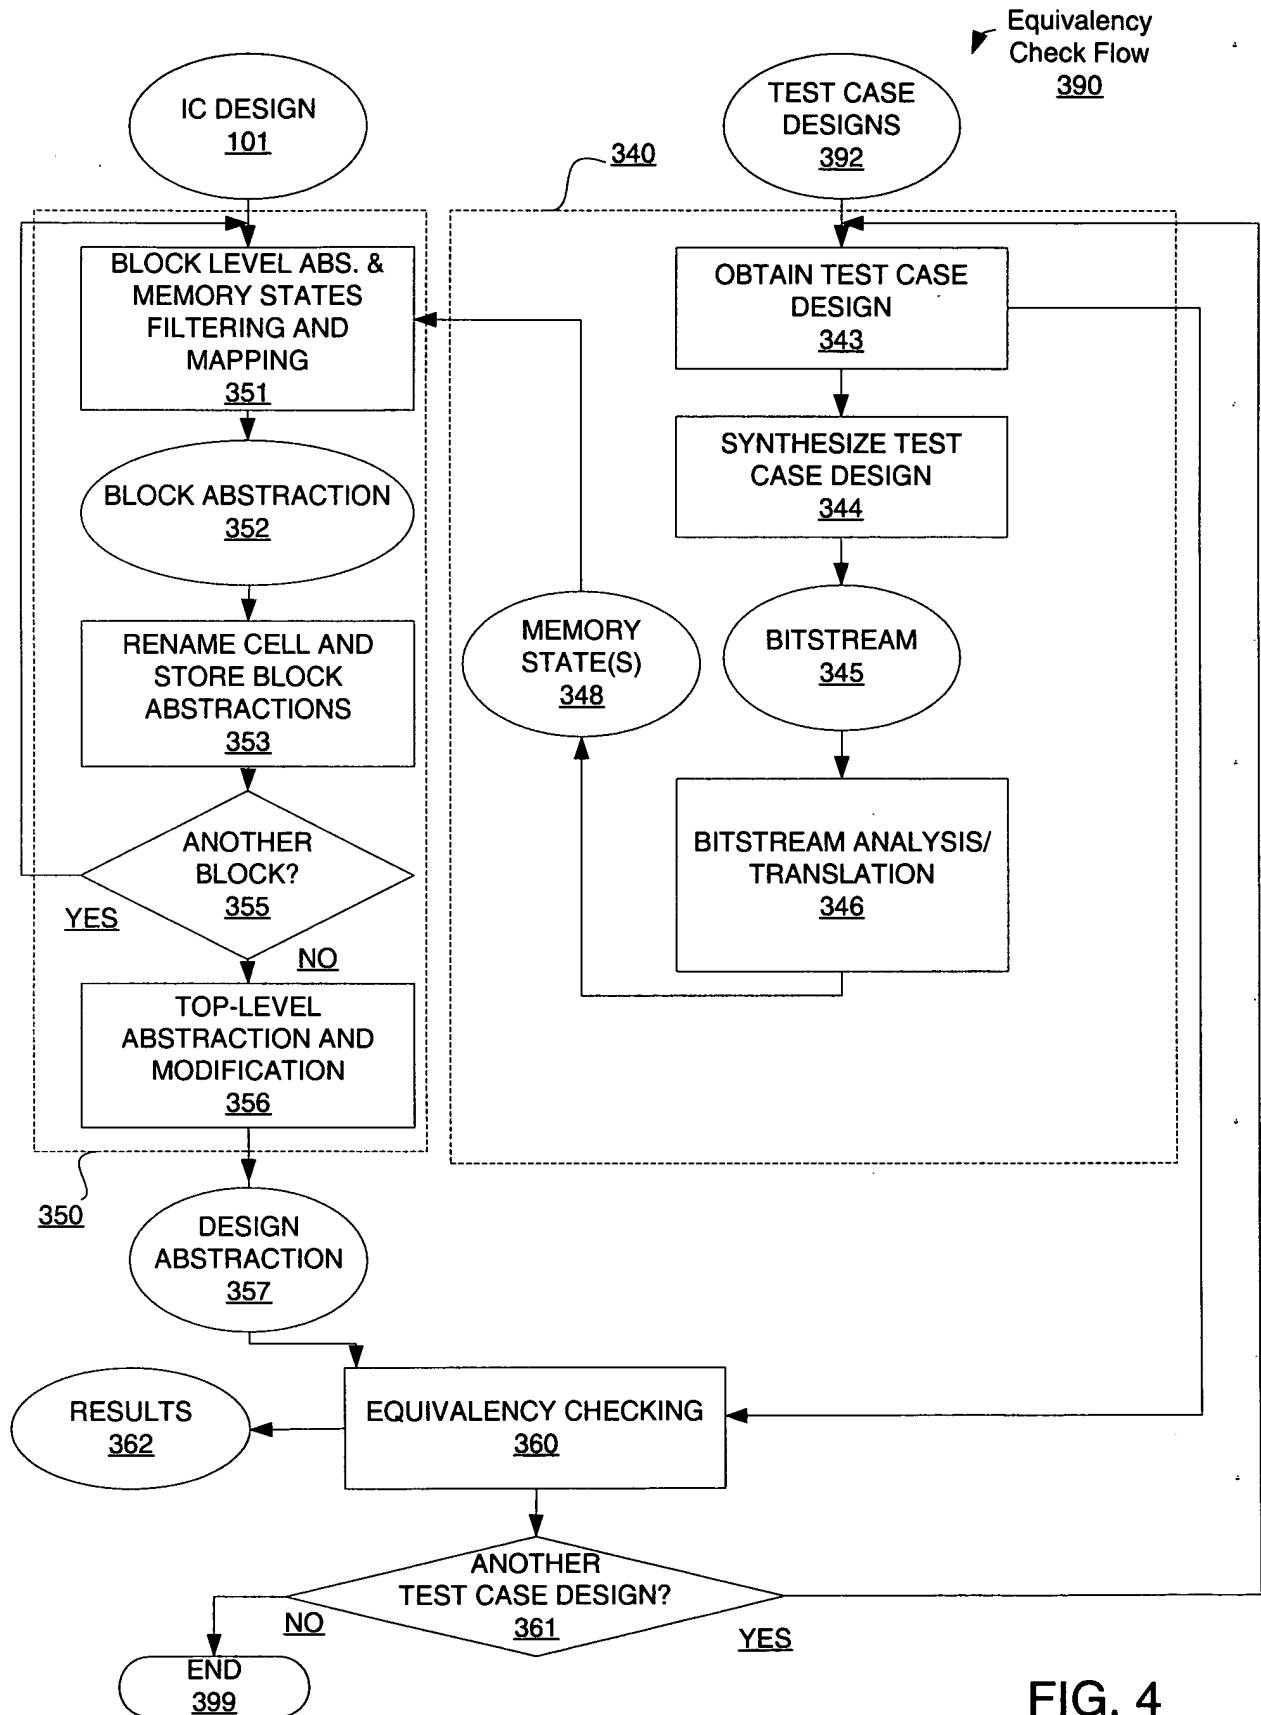 Equivalency
Check Flow
390
IC DESIGN
101
TEST CASE
DESIGNS
392
340
BLOCK LEVEL ABS. &
MEMORY STATES
FILTERING AND
MAPPING
351
OBTAIN TEST CASE
DESIGN
343
SYNTHESIZE TEST
CASE DESIGN
344
BLOCK ABSTRACTION
352
MEMORY
STATE(S)
348
BITSTREAM
345
RENAME CELL AND
STORE BLOCK
ABSTRACTIONS
353
ANOTHER
BLOCK?
355
YES
NO
BITSTREAM ANALYSIS/
TRANSLATION
346
TOP-LEVEL
ABSTRACTION AND
MODIFICATION
356
350
DESIGN
ABSTRACTION
357
RESULTS
362
EQUIVALENCY CHECKING
360
ANOTHER
TEST CASE DESIGN?
361
NO
YES
END
399
FIG. 4